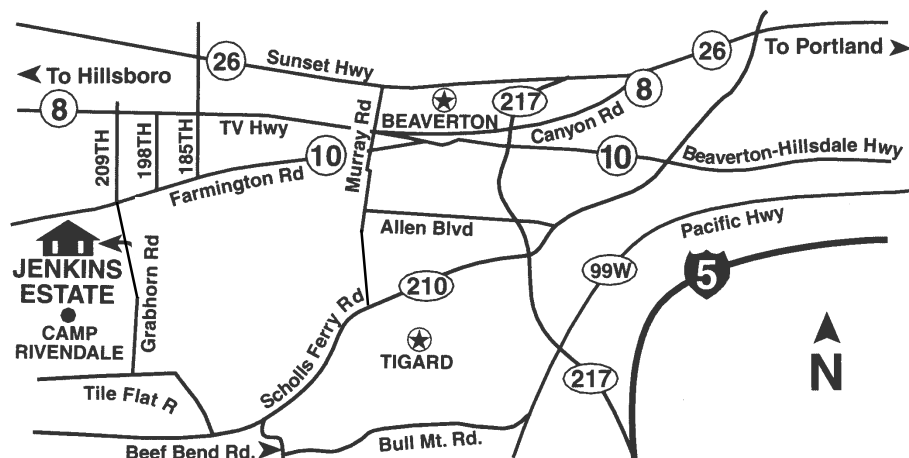 26
To Portland
Sunset Hwy
26
To Hillsboro
8
8
217
BEAVERTON
Canyon Rd
TV Hwy
Murray Rd
209TH
198TH
185TH
10
10
Beaverton-Hillsdale Hwy
Farmington Rd
Allen Blvd
Pacific Hwy
JENKINS
ESTATE
Grabhorn Rd
99W
5
210
CAMP
RIVENDALE
Scholls Ferry Rd
TIGARD
N
217
Tile Flat R
Beef Bend Rd.
Bull Mt. Rd.